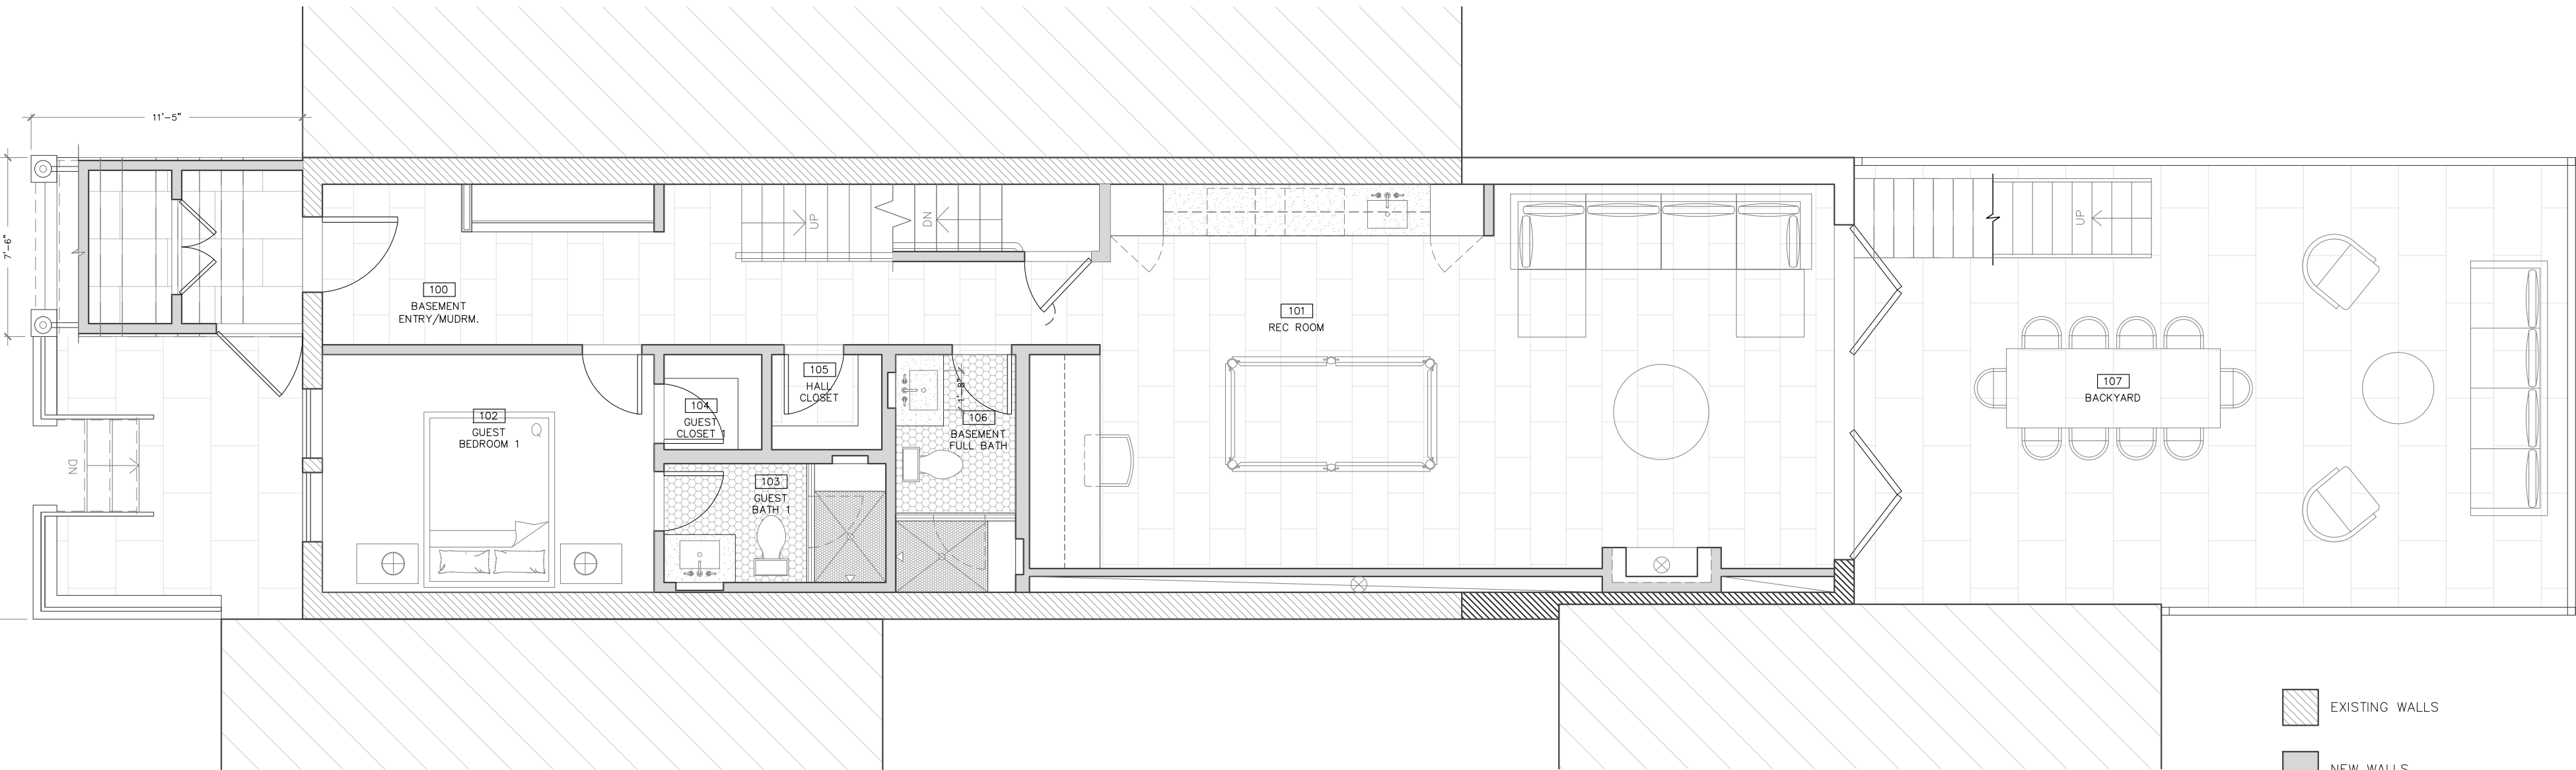 11'-5"
7'-6"
UP
DN
UP
100
BASEMENT
ENTRY/MUDRM.
101
REC ROOM
105
HALL
CLOSET
107
BACKYARD
1'-8"
104
GUEST
CLOSET 1
102
GUEST
BEDROOM 1
Q
106
BASEMENT
FULL BATH
DN
103
GUEST
BATH 1
EXISTING WALLS
NEW WALLS